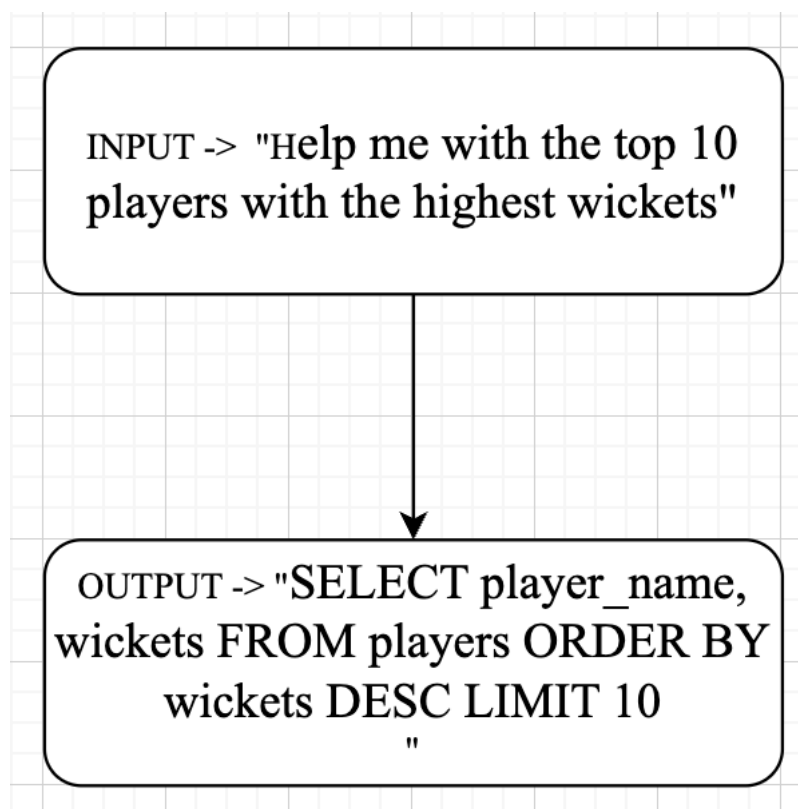 INPUT -> "Help me with the top 10
players with the highest wickets"
OUTPUT -> "SELECT player_name,
wickets FROM players ORDER BY
wickets DESC LIMIT 10
"